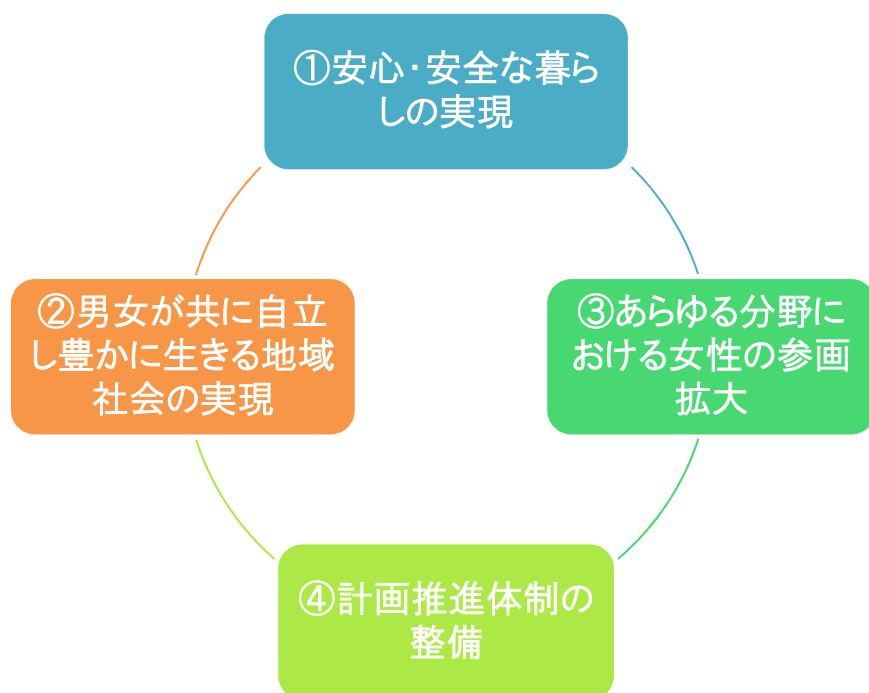 ①安心・安全な暮ら
しの実現
②男女が共に自立
し豊かに生きる地域
社会の実現
③あらゆる分野に
おける女性の参画
拡大
④計画推進体制の
整備